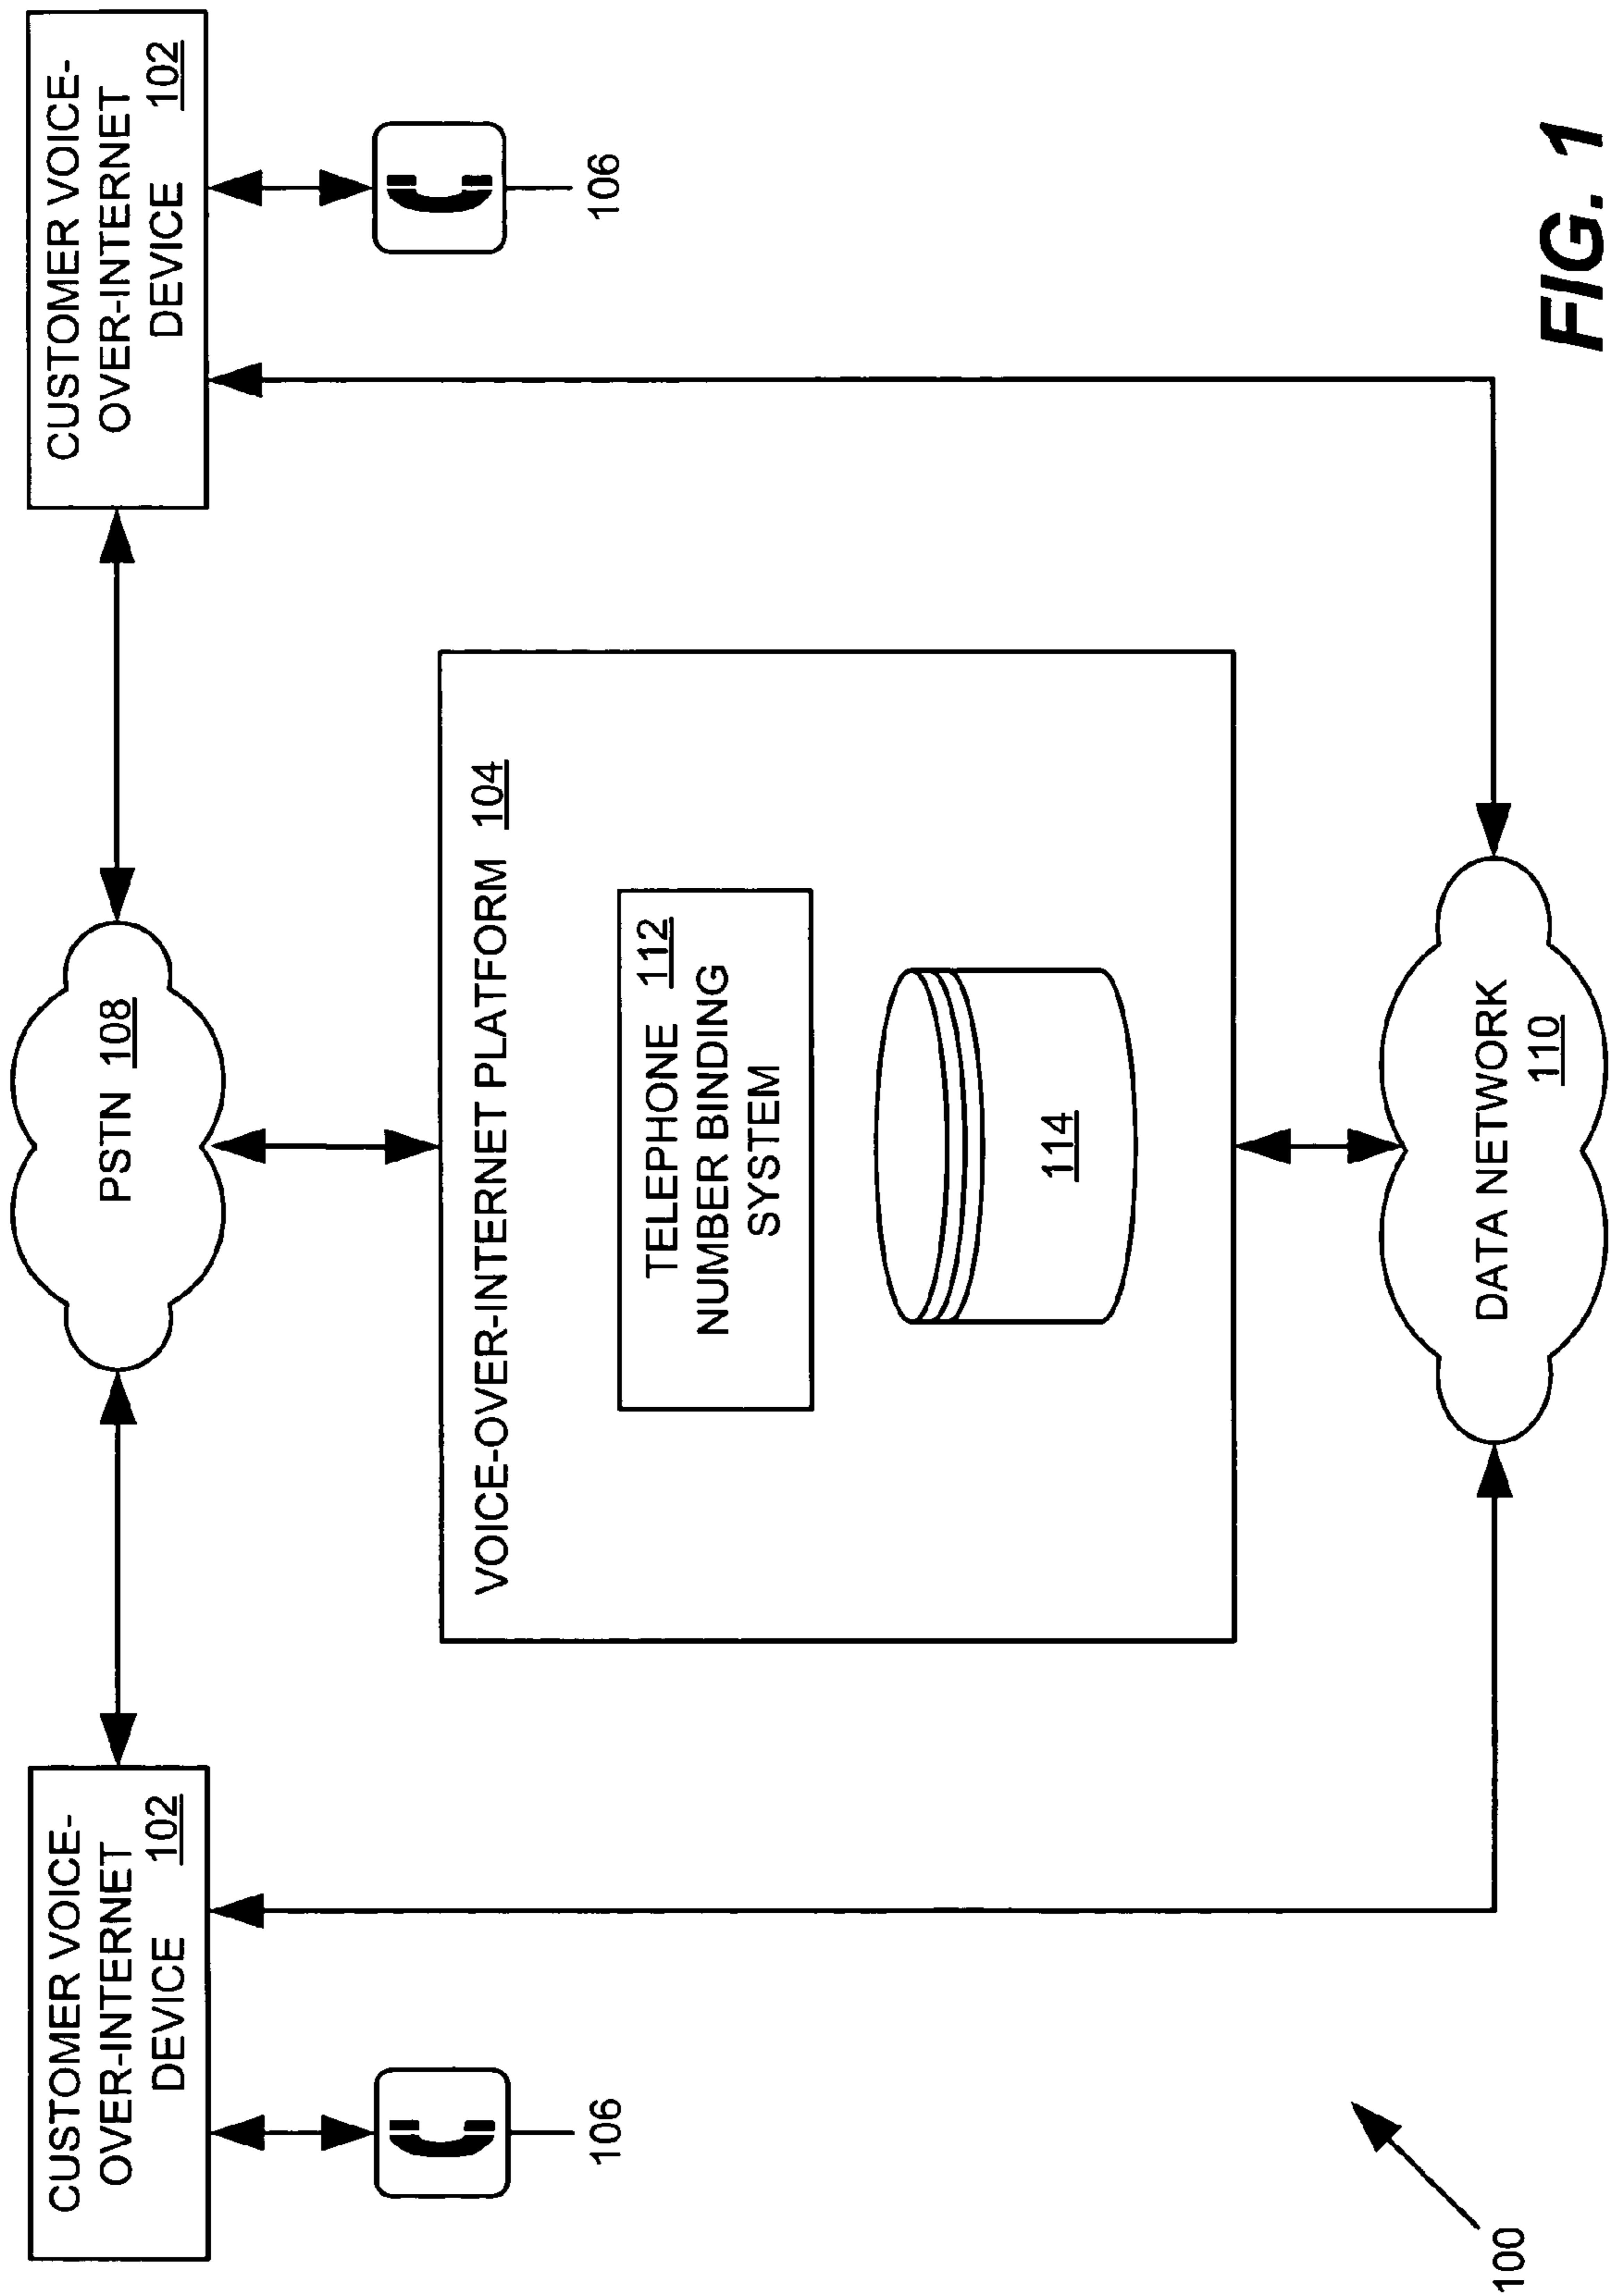 CUSTOMER VOICE-
OVER-INTERNET
DEVICE 102
106
PSTN 108
CUSTOMER VOICE-
OVER-INTERNET
DEVICE 102
106
VOICE-OVER-INTERNET PLATFORM 104
TELEPHONE 112
NUMBER BINDING
SYSTEM
114
DATA NETWORK
110
100
FIG. 1